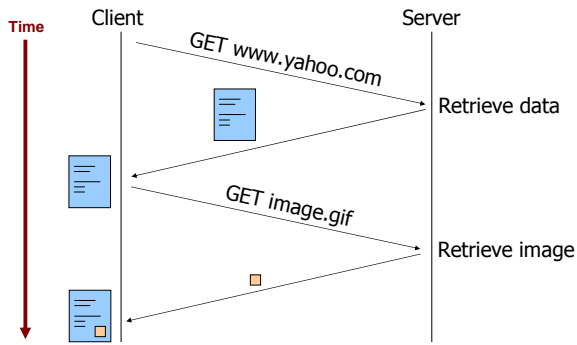 Time
Client
Server
GET www.yahoo.com
Retrieve data
GET image.gif
Retrieve image